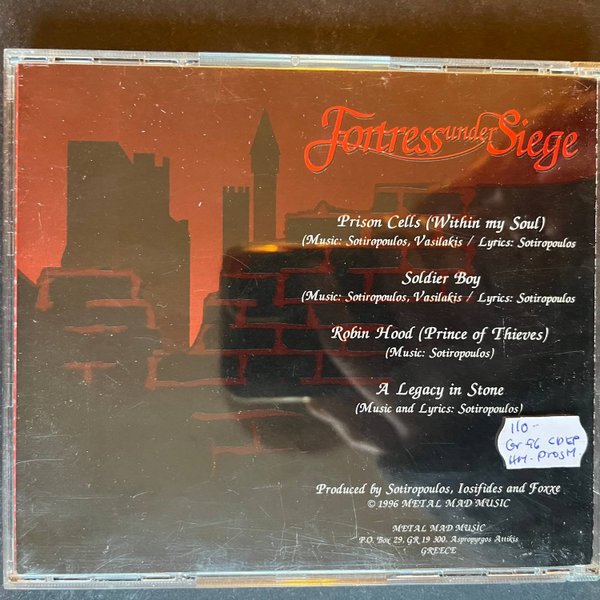 Fortress under Siege
Prison Cells (Within my Soul)
(Music: Sotiropoulos, Vasilakis / Lyrics: Sotiropoulos
Soldier Boy
(Music: Sotiropoulos, Vasilakis / Lyrics: Sotiropoulos
Robin Hood (Prince of Thieves)
(Music: Sotiropoulos)
A Legacy in Stone
(Music and Lyrics: Sotiropoulos)
110-
Gr 96 CDEP
HM. ProgM.
Produced by Sotiropoulos, Iosifides and Foxxe
© 1996 METAL MAD MUSIC
METAL MAD MUSIC
P.O. Box 29. GR 19 300. Aspropyrgos Attikis
GREECE